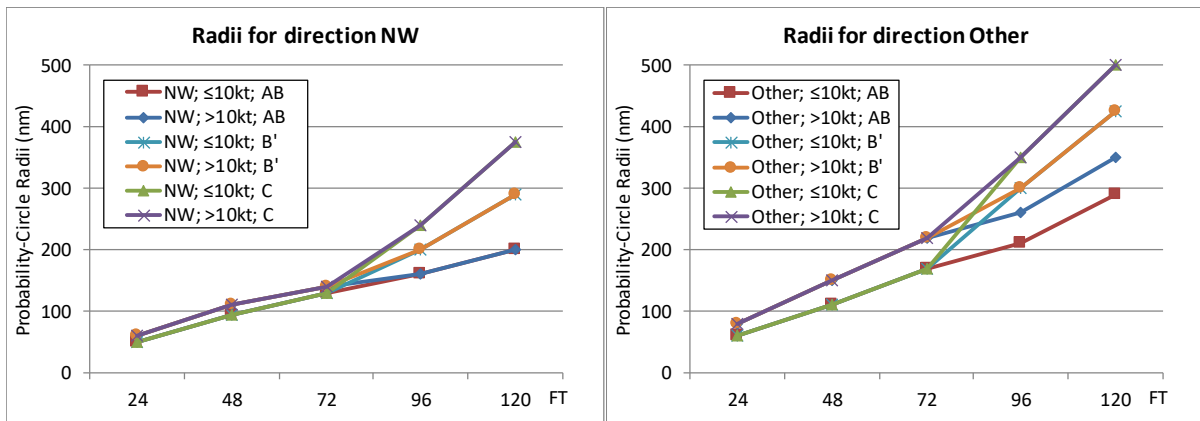 Radii for direction NW
Probability-Circle Radii (nm)
500
400
300
200
100
0
NW; ≤10kt; AB
NW; >10kt; AB
NW; ≤10kt; B'
NW; >10kt; B'
NW; ≤10kt; C
NW; >10kt; C
24 48 72 96 120 FT
Radii for direction Other
Probability-Circle Radii (nm)
500
400
300
200
100
0
Other; ≤10kt; AB
Other; >10kt; AB
Other; ≤10kt; B'
Other; >10kt; B'
Other; ≤10kt; C
Other; >10kt; C
24 48 72 96 120 FT